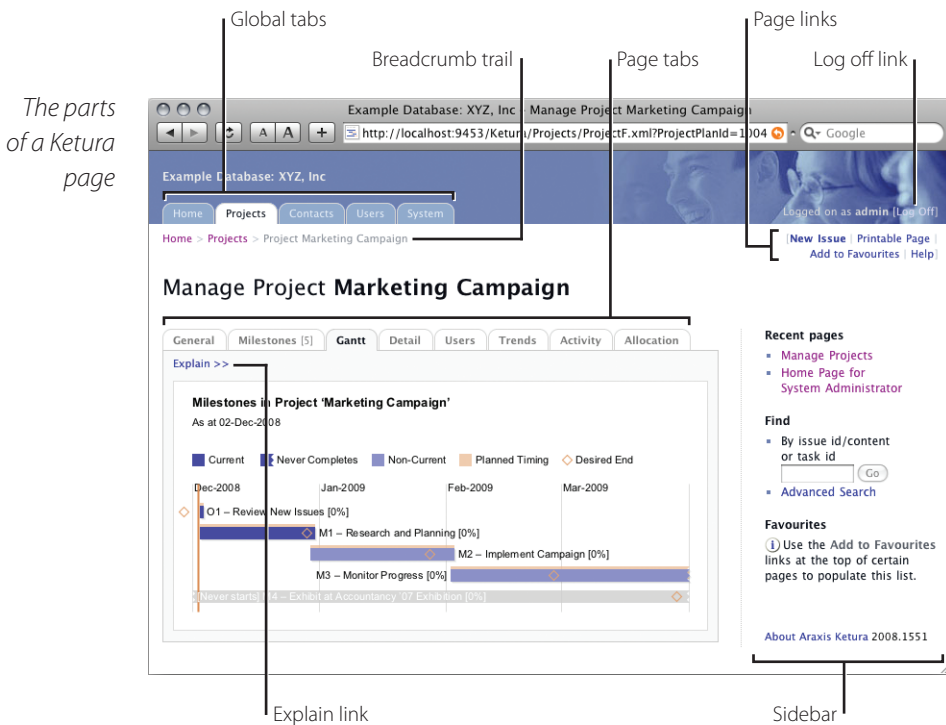 Global tabs
Page links
Breadcrumb trail
Page tabs
Log off link
The parts
of a Ketura
page
Example Database: XYZ, Inc - Manage Project Marketing Campaign
A A +
http://localhost:9453/Ketura/Projects/ProjectF.xml?ProjectPlanId=1004
Google
Example Database: XYZ, Inc
Home Projects Contacts Users System
Logged on as admin [Log Off]
Home > Projects > Project Marketing Campaign
[New Issue | Printable Page |
Add to Favourites | Help]
Manage Project Marketing Campaign
General Milestones [5] Gantt Detail Users Trends Activity Allocation
Explain >>
Milestones in Project ‘Marketing Campaign’
As at 02-Dec-2008
Current Never Completes Non-Current Planned Timing Desired End
Dec-2008 Jan-2009 Feb-2009 Mar-2009
O1 – Review New Issues [0%]
M1 – Research and Planning [0%]
M2 – Implement Campaign [0%]
M3 – Monitor Progress [0%]
[Never starts] M4 – Exhibit at Accountancy ’07 Exhibition [0%]
Recent pages
Manage Projects
Home Page for
System Administrator
Find
By issue id/content
or task id
Go
Advanced Search
Favourites
i Use the Add to Favourites
links at the top of certain
pages to populate this list.
About Araxis Ketura 2008.1551
Explain link
Sidebar